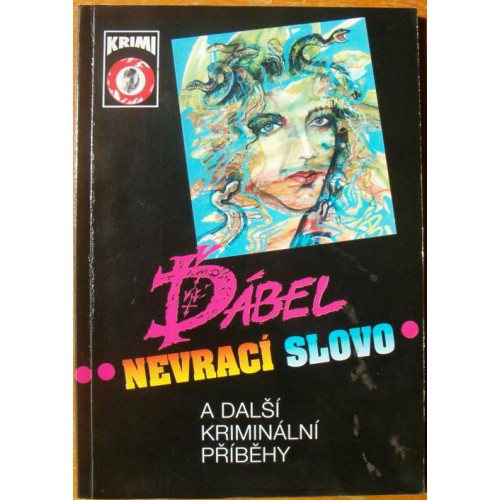 KRIMI
ĎÁBEL
NEVRACÍ SLOVO
A DALŠÍ
KRIMINÁLNÍ
PŘÍBĚHY